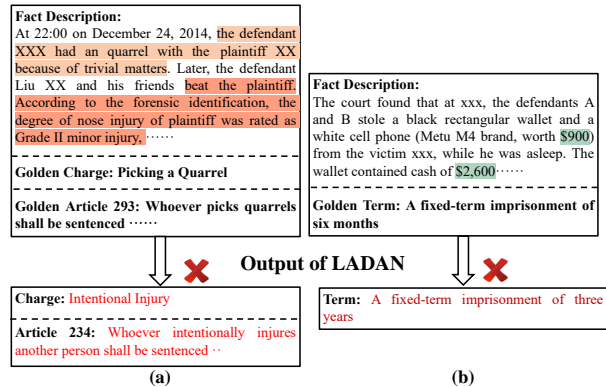 Fact Description:
At 22:00 on December 24, 2014, the defendant
XXX had an quarrel with the plaintiff XX
because of trivial matters. Later, the defendant
Liu XX and his friends beat the plaintiff.
According to the forensic identification, the
degree of nose injury of plaintiff was rated as
Grade II minor injury, ······
Golden Charge: Picking a Quarrel
Golden Article 293: Whoever picks quarrels
shall be sentenced ······
Fact Description:
The court found that at xxx, the defendants A
and B stole a black rectangular wallet and a
white cell phone (Metu M4 brand, worth $900)
from the victim xxx, while he was asleep. The
wallet contained cash of $2,600······
Golden Term: A fixed-term imprisonment of
six months
Output of LADAN
Charge: Intentional Injury
Article 234: Whoever intentionally injures
another person shall be sentenced ··
Term: A fixed-term imprisonment of three
years
(a)
(b)